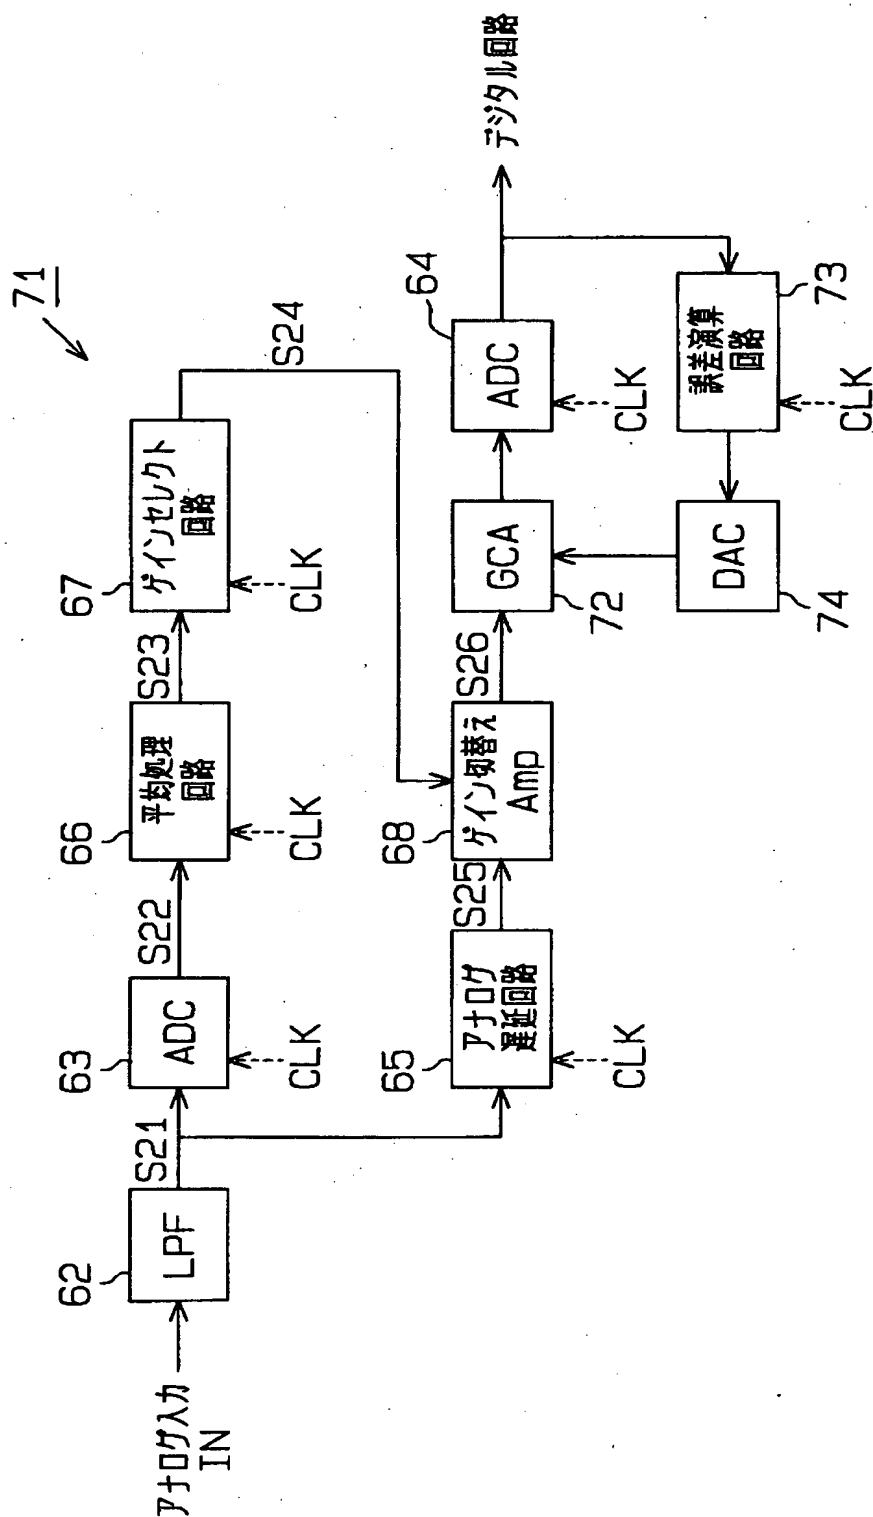 71
アナログ入力
IN
62
LPF
S21
63
ADC
CLK
S22
66
平均処理
回路
CLK
S23
67
ゲインセレクト
回路
CLK
S24
65
アナログ
遅延回路
CLK
S25
68
ゲイン切替え
Amp
S26
GCA
72
64
ADC
CLK
デジタル回路
誤差演算
回路
73
CLK
DAC
74